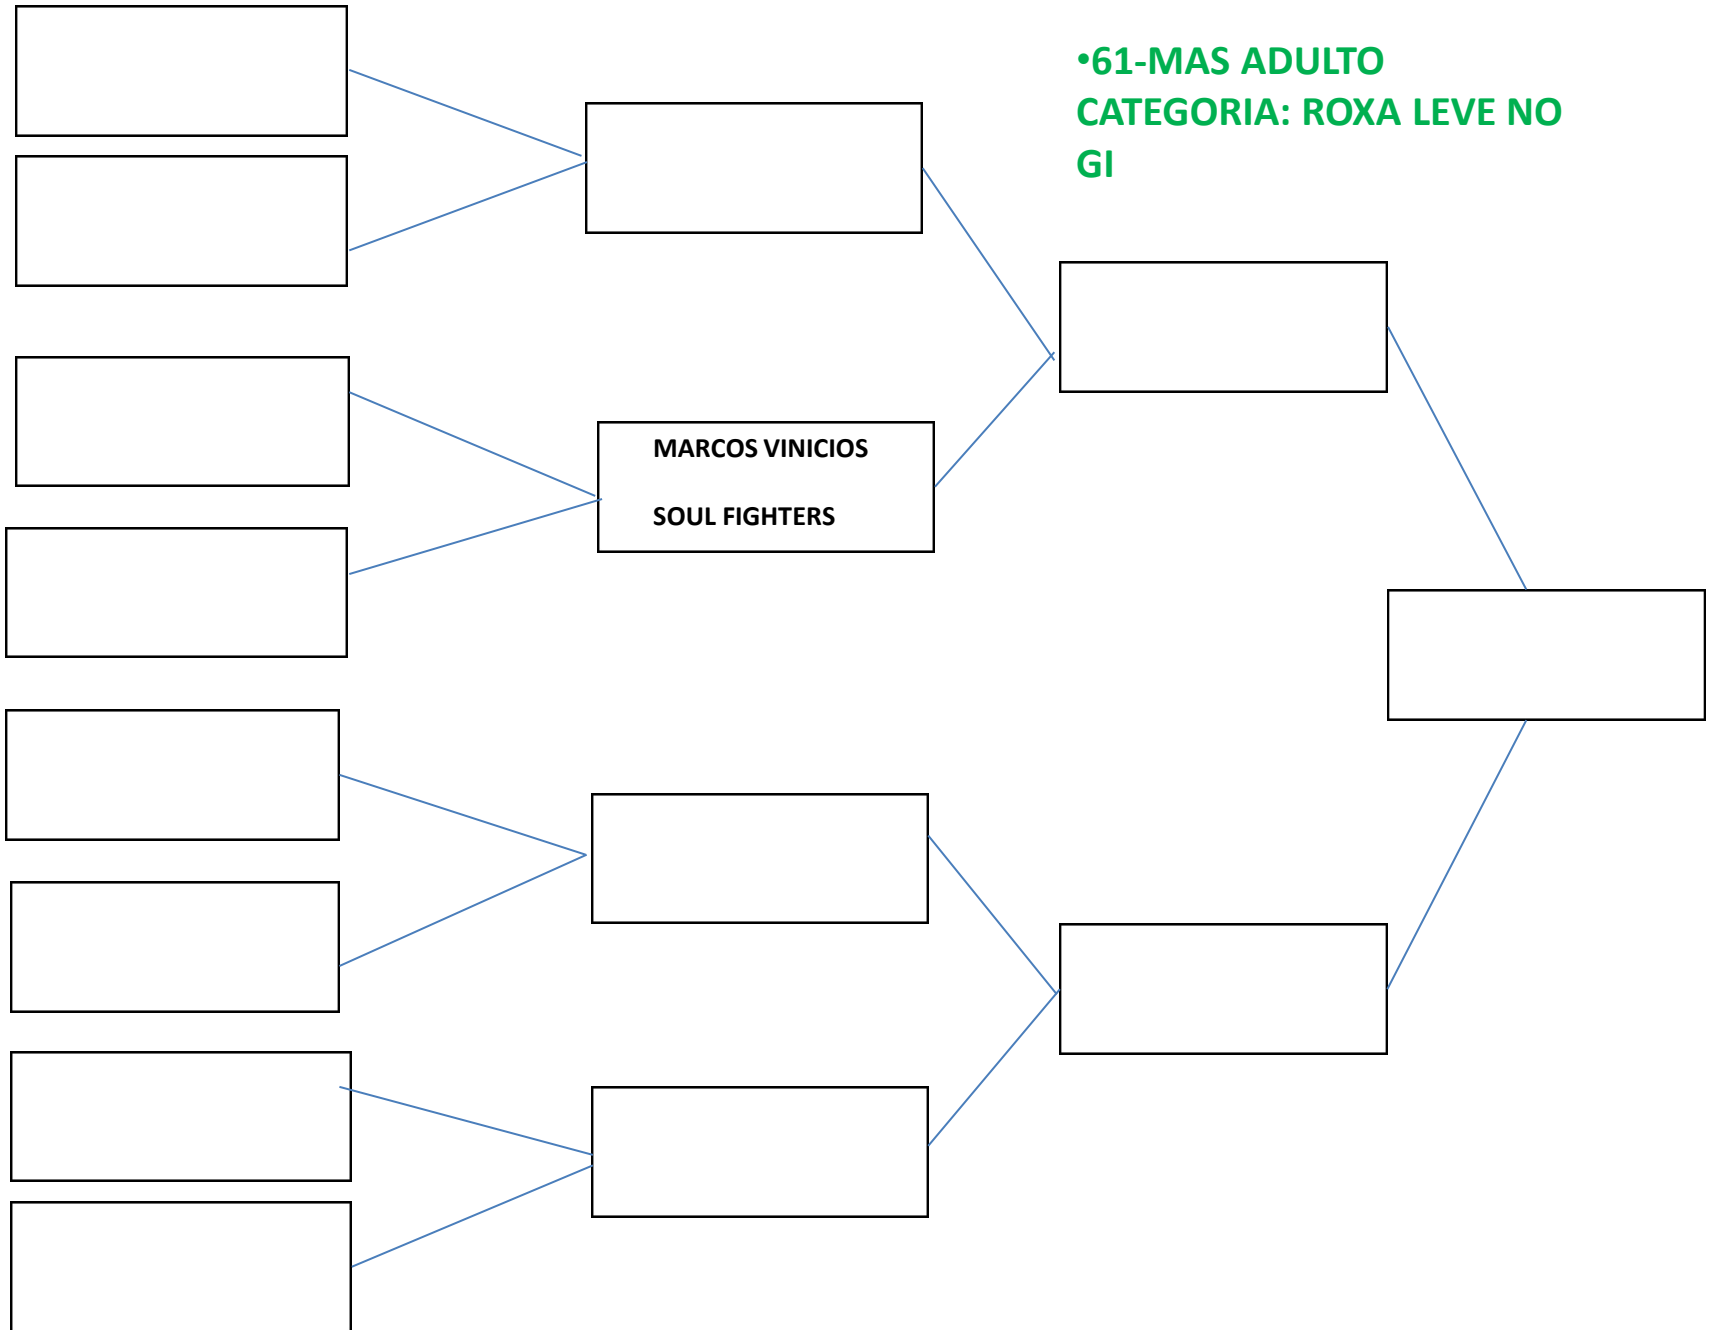 •61-MAS ADULTO
CATEGORIA: ROXA LEVE NO
GI
MARCOS VINICIOS
SOUL FIGHTERS